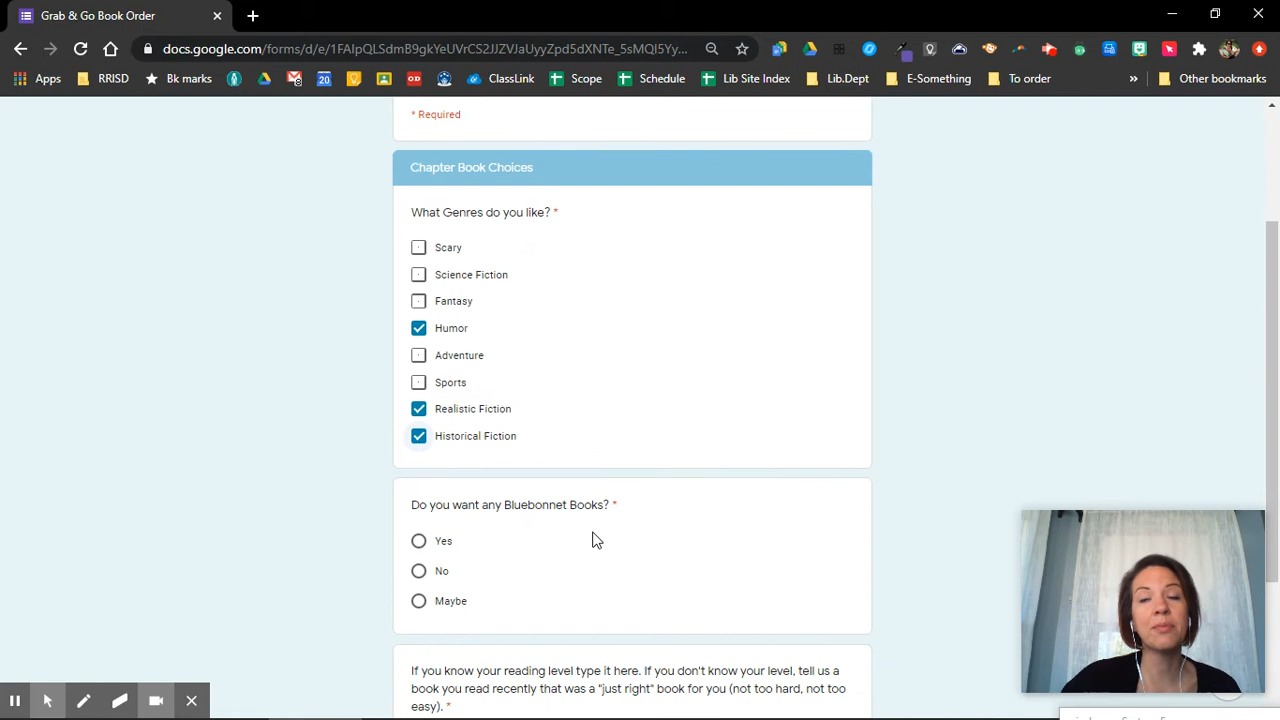 Grab & Go Book Order
docs.google.com/forms/d/e/1FAIpQLSdmB9gkYeUVrCS2JJZVJaUyyZpd5dXNTe_5sMQI5Yy...
Apps RRISD Bk marks ClassLink Scope Schedule Lib Site Index Lib.Dept E-Something To order » Other bookmarks
* Required
Chapter Book Choices
What Genres do you like? *
Scary
Science Fiction
Fantasy
Humor
Adventure
Sports
Realistic Fiction
Historical Fiction
Do you want any Bluebonnet Books? *
Yes
No
Maybe
If you know your reading level type it here. If you don't know your level, tell us a
book you read recently that was a "just right" book for you (not too hard, not too
easy). *